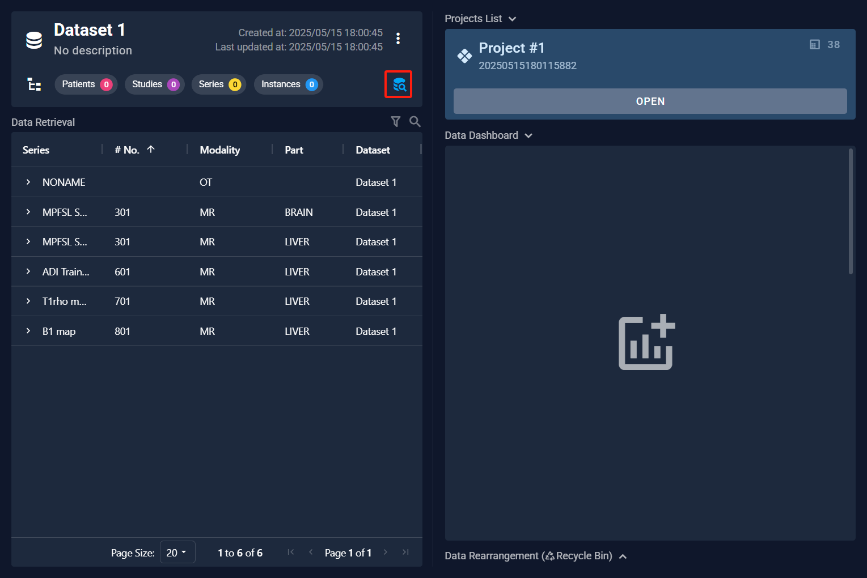 Dataset 1
No description
Created at: 2025/05/15 18:00:45
Last updated at: 2025/05/15 18:00:45
Patients 0 Studies 0 Series 0 Instances 0
Data Retrieval
Series # No. Modality Part Dataset
NONAME OT Dataset 1
MPFSL S... 301 MR BRAIN Dataset 1
MPFSL S... 301 MR LIVER Dataset 1
ADI Train... 601 MR LIVER Dataset 1
T1rho m... 701 MR LIVER Dataset 1
B1 map 801 MR LIVER Dataset 1
Page Size: 20 1 to 6 of 6 Page 1 of 1
Projects List
Project #1 38
20250515180115882
OPEN
Data Dashboard
Data Rearrangement (Recycle Bin)